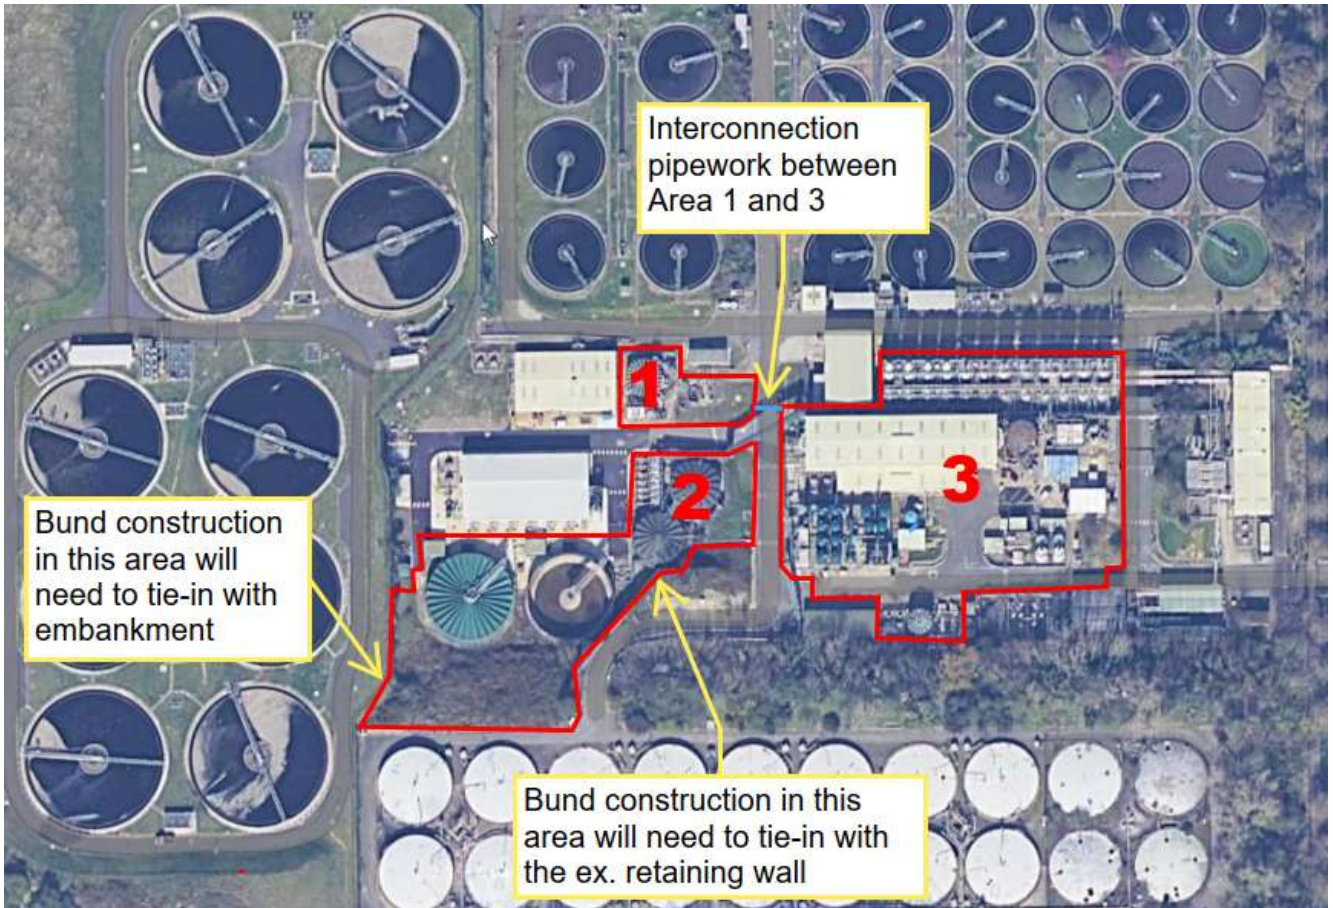 Interconnection
pipework between
Area 1 and 3
1
2
3
Bund construction
in this area will
need to tie-in with
embankment
Bund construction in this
area will need to tie-in with
the ex. retaining wall